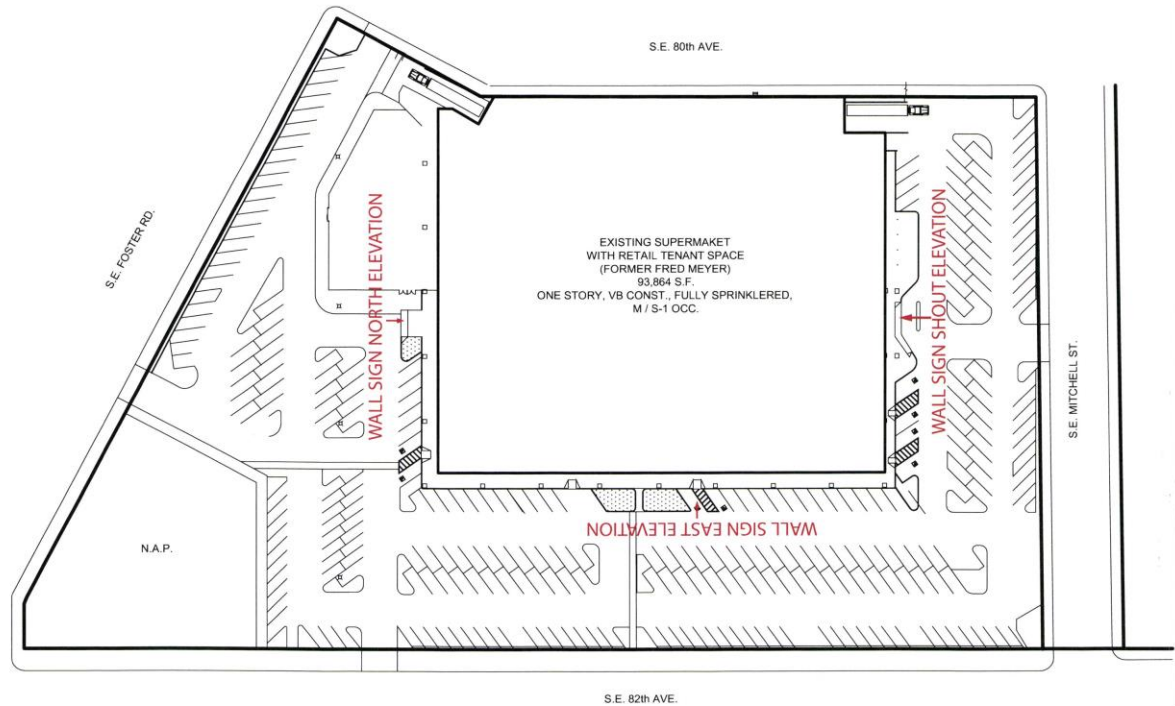 S.E. 80th AVE.
S.E. FOSTER RD.
WALL SIGN NORTH ELEVATION
EXISTING SUPERMAKET
WITH RETAIL TENANT SPACE
(FORMER FRED MEYER)
93,864 S.F.
ONE STORY, VB CONST., FULLY SPRINKLERED,
M / S-1 OCC.
WALL SIGN SHOUT ELEVATION
S.E. MITCHELL ST.
WALL SIGN EAST ELEVATION
N.A.P.
S.E. 82th AVE.